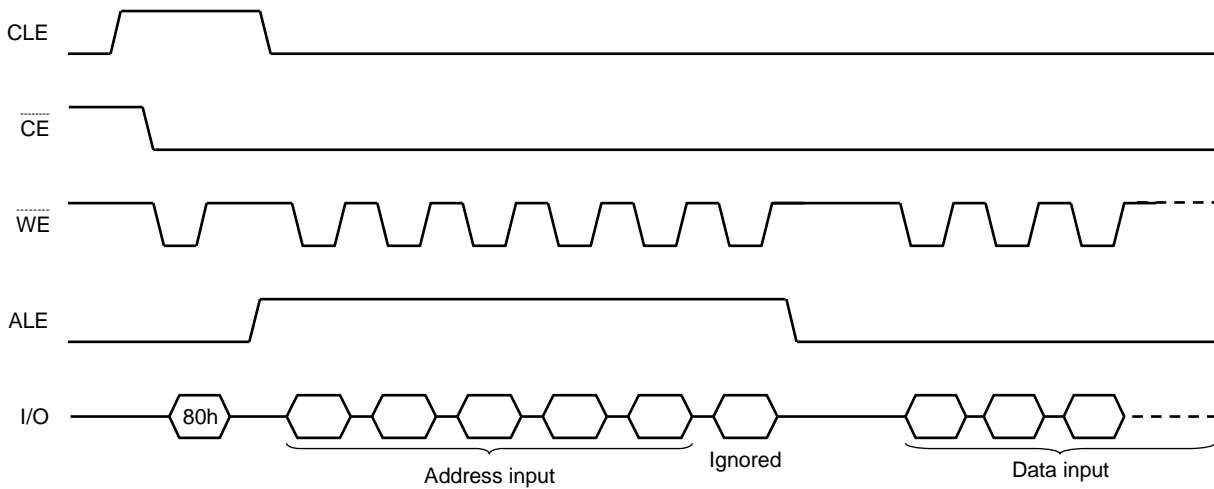 CLE
CE
WE
ALE
I/O
80h
Address input
Ignored
Data input